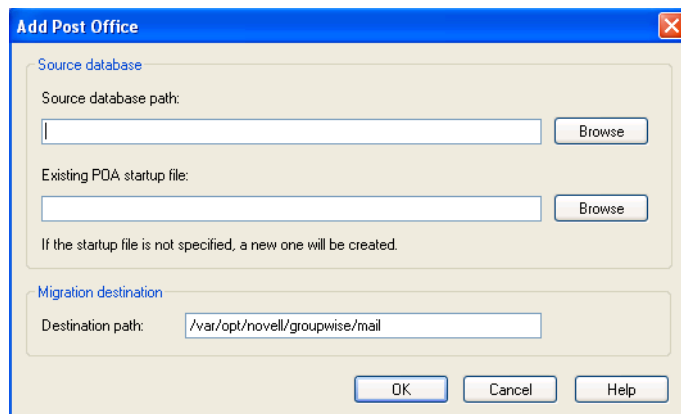 Add Post Office
Source database
Source database path:
Browse
Existing POA startup file:
Browse
If the startup file is not specified, a new one will be created.
Migration destination
Destination path: /var/opt/novell/groupwise/mail
OK Cancel Help